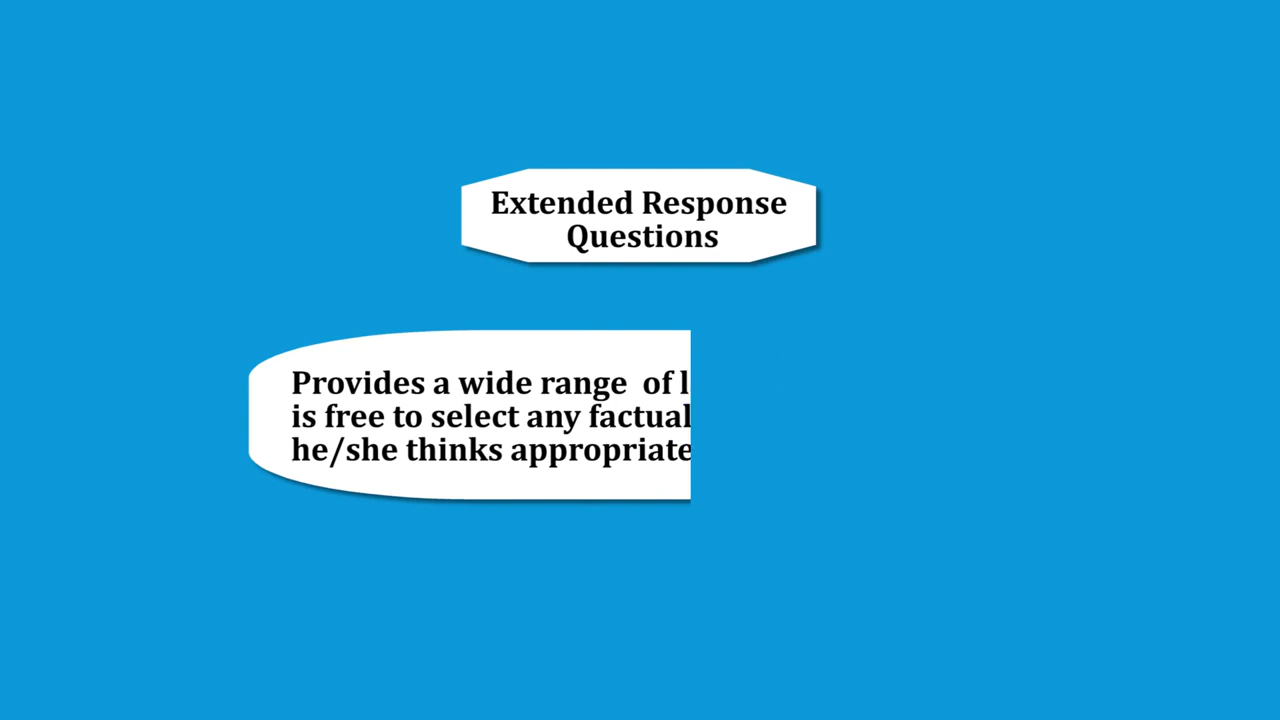 Extended Response
Questions
Provides a wide range of
is free to select any factual
he/she thinks appropriate